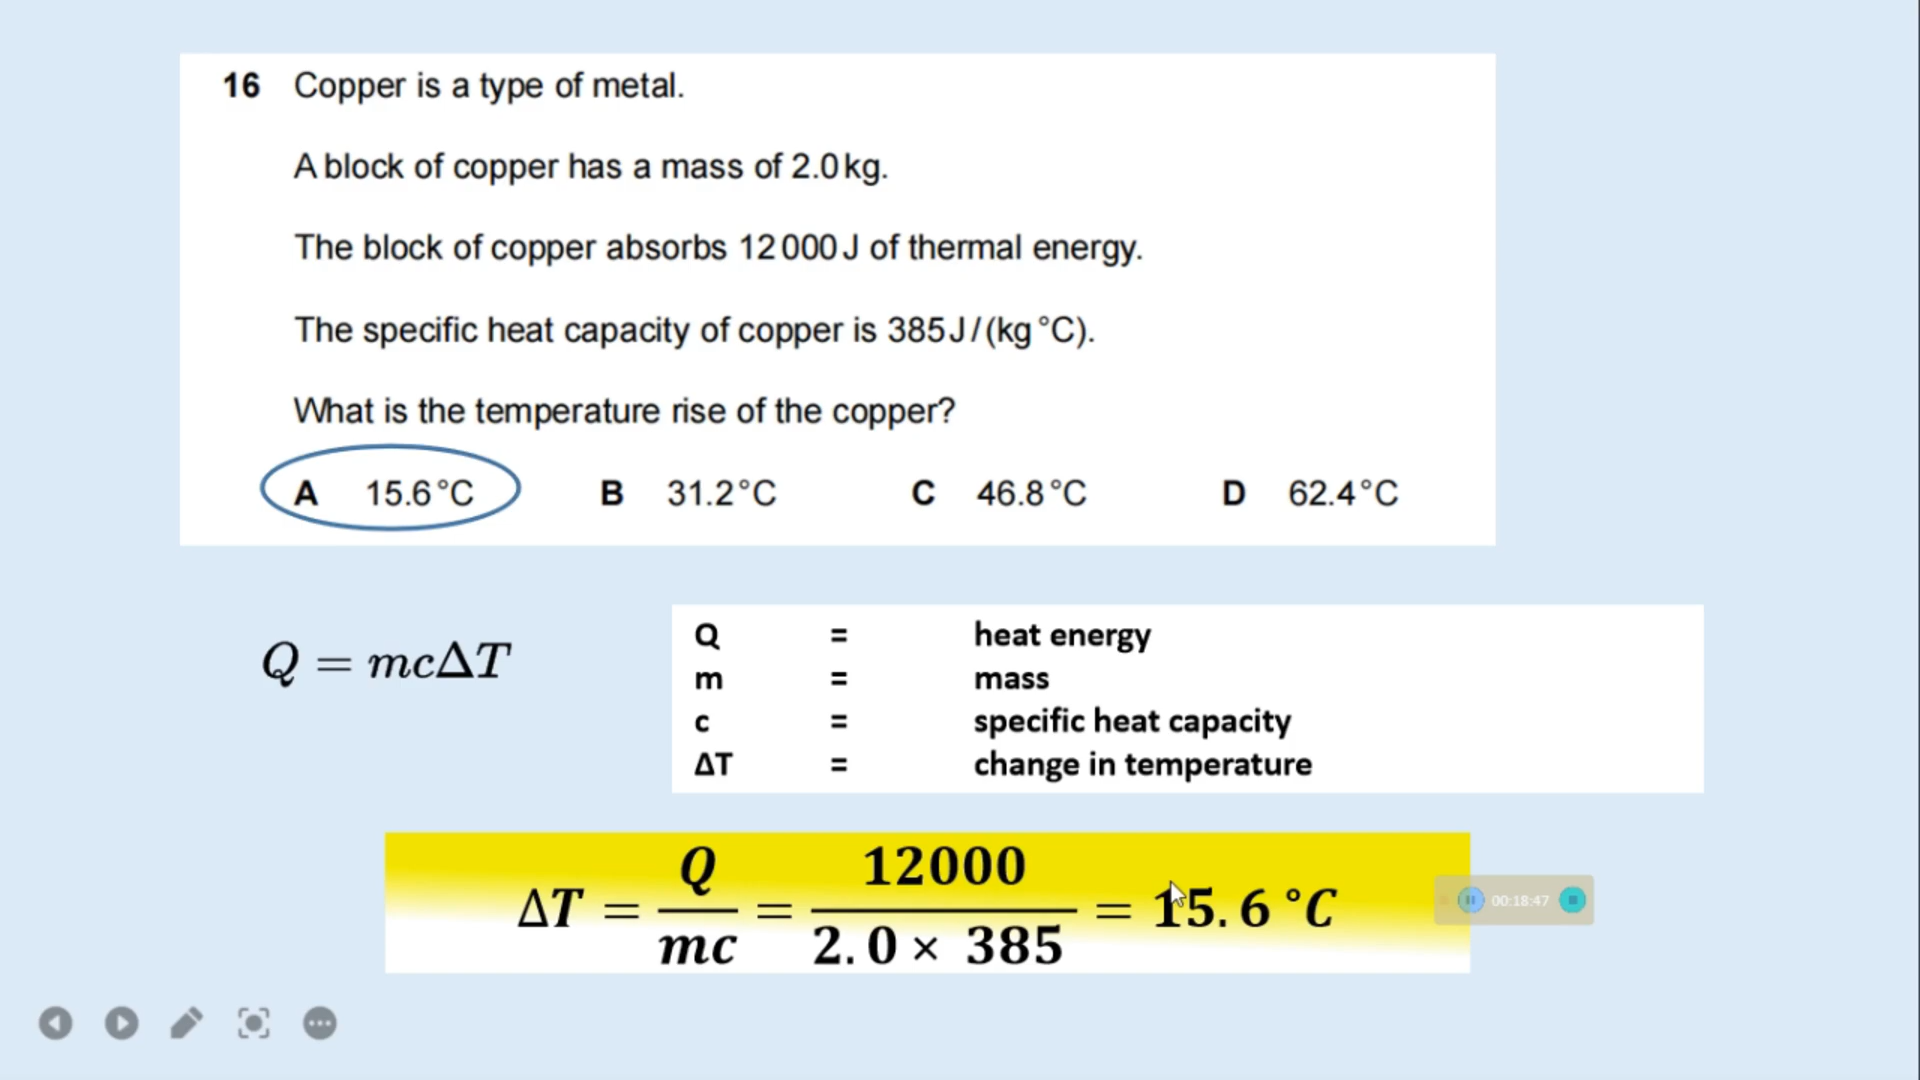 16 Copper is a type of metal.
A block of copper has a mass of 2.0 kg.
The block of copper absorbs 12 000 J of thermal energy.
The specific heat capacity of copper is 385 J / (kg °C).
What is the temperature rise of the copper?
A 15.6 °C B 31.2 °C C 46.8 °C D 62.4 °C
Q = mcΔT
Q = heat energy
m = mass
c = specific heat capacity
ΔT = change in temperature
ΔT = Q/mc = 12000/2.0 × 385 = 15.6 °C
00:18:47